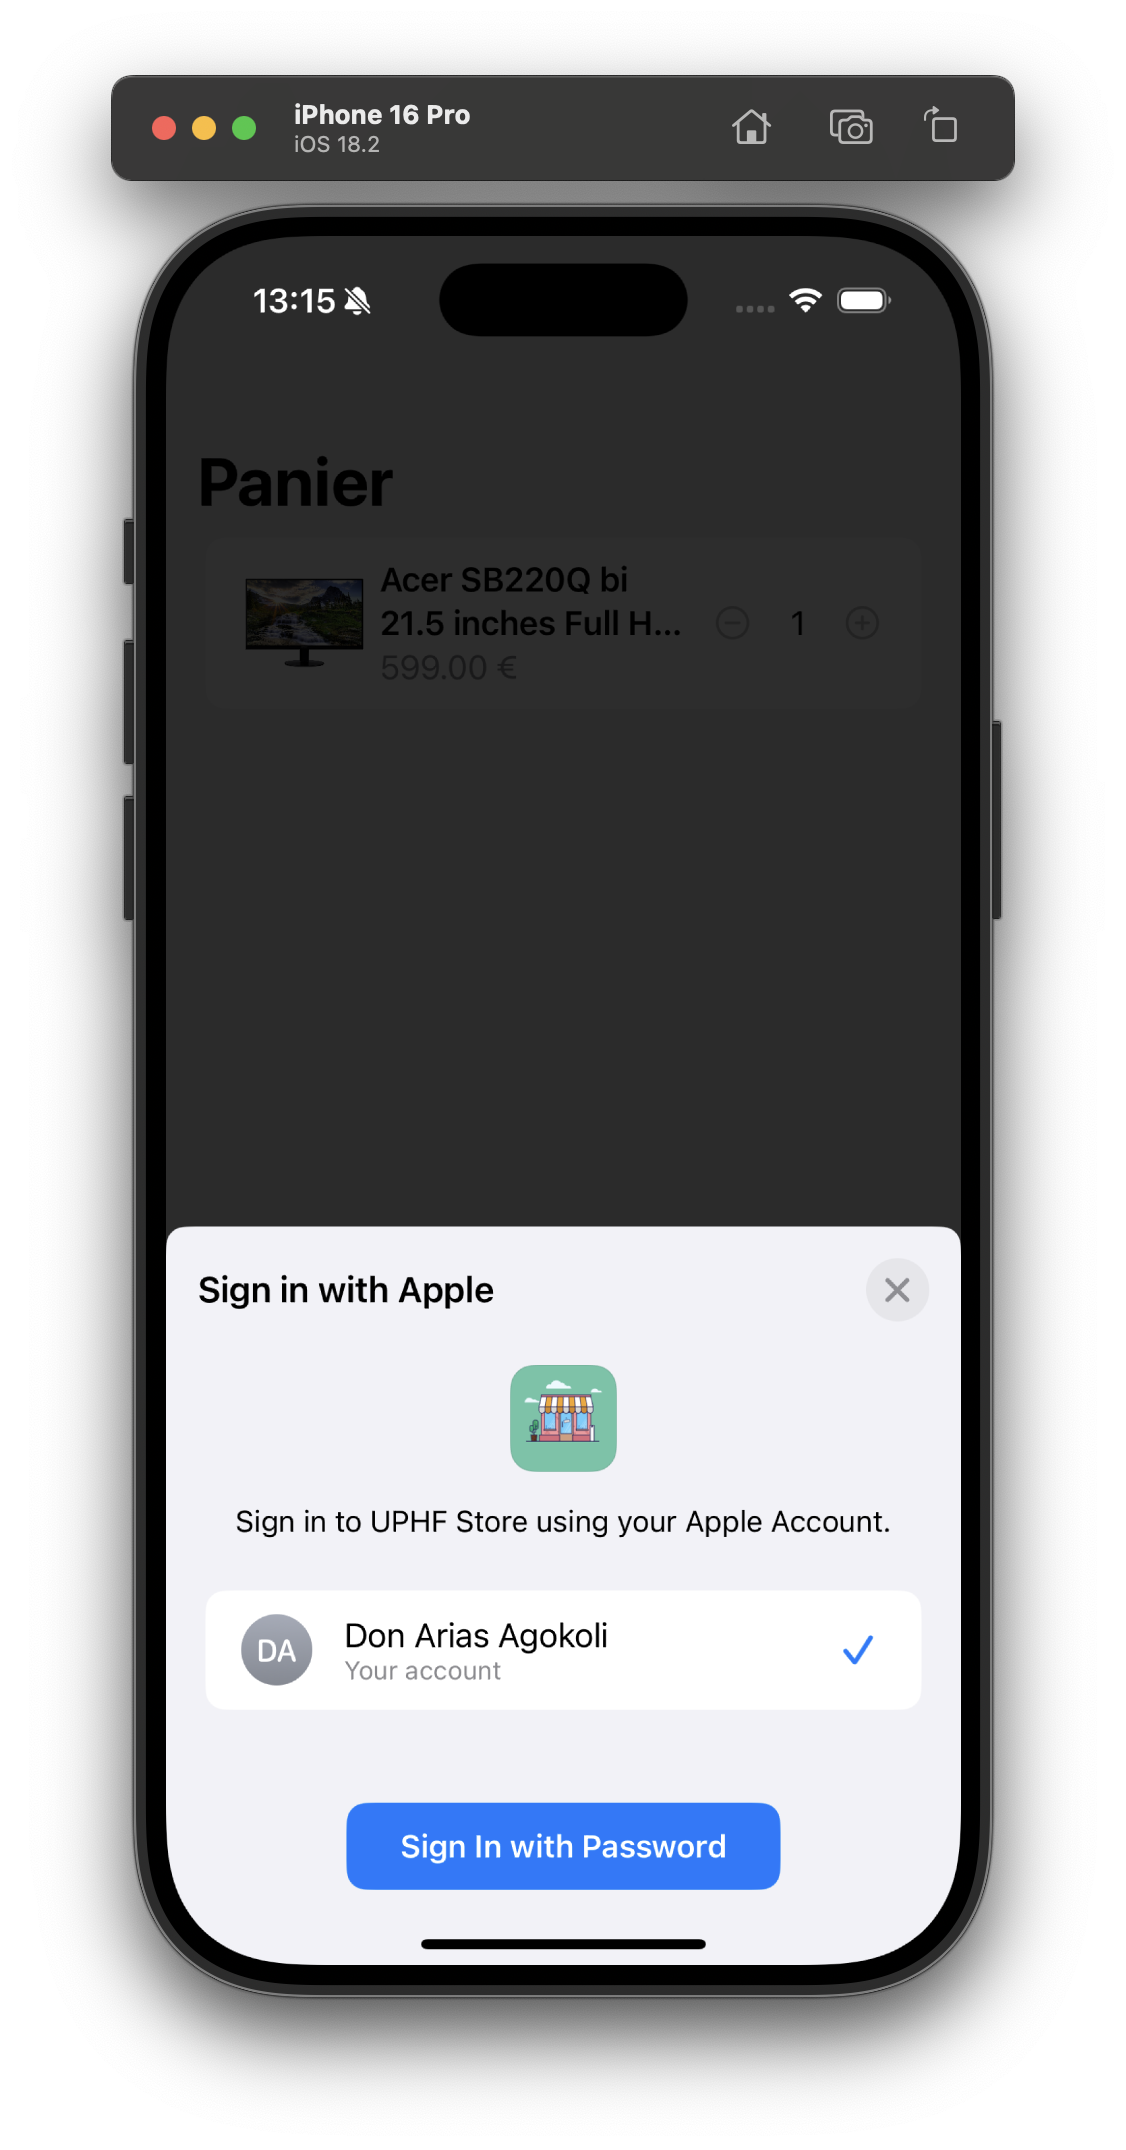 iPhone 16 Pro
iOS 18.2
13:15
Panier
Acer SB220Q bi
21.5 inches Full H...
1
599.00 €
Sign in with Apple
Sign in to UPHF Store using your Apple Account.
DA
Don Arias Agokoli
Your account
Sign In with Password